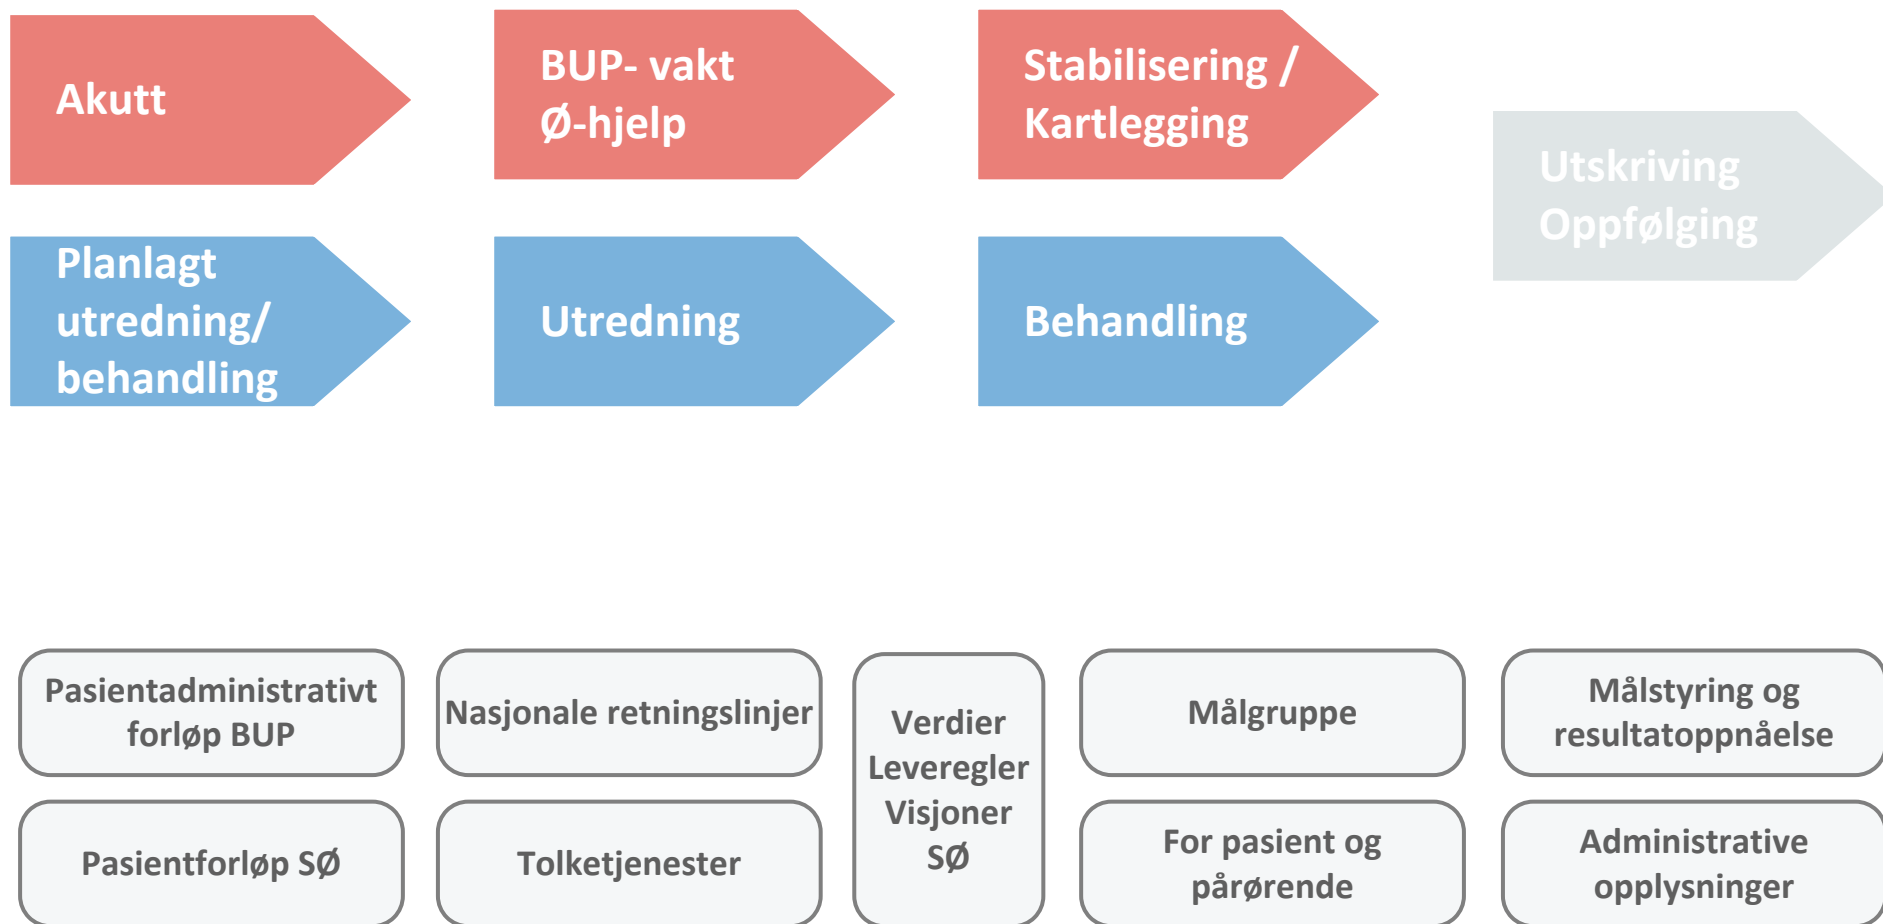 Akutt
BUP- vakt
Ø-hjelp
Stabilisering /
Kartlegging
Utskriving
Oppfølging
Planlagt
utredning/
behandling
Utredning
Behandling
Pasientadministrativt
forløp BUP
Nasjonale retningslinjer
Verdier
Leveregler
Visjoner
SØ
Målgruppe
Målstyring og
resultatoppnåelse
Pasientforløp SØ
Tolketjenester
For pasient og
pårørende
Administrative
opplysninger